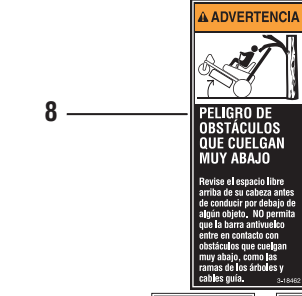 ADVERTENCIA
8
PELIGRO DE
OBSTÁCULOS
QUE CUELGAN
MUY ABAJO
Revise el espacio libre
arriba de su cabeza antes
de conducir por debajo de
algún objeto. NO permita
que la barra antivuelco
entre en contacto con
obstáculos que cuelgan
muy abajo, como las
ramas de los árboles y
cables guía.
3-18462